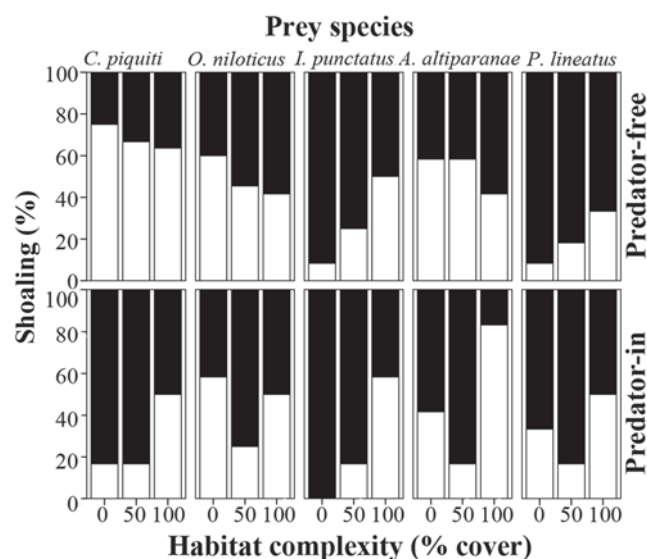 Prey species
C. piquiti O. niloticus I. punctatus A. altiparanae P. lineatus
Shoaling (%)
100
80
60
40
20
0
Predator-free
100
80
60
40
20
0
Predator-in
0 50 100 0 50 100 0 50 100 0 50 100 0 50 100
Habitat complexity (% cover)